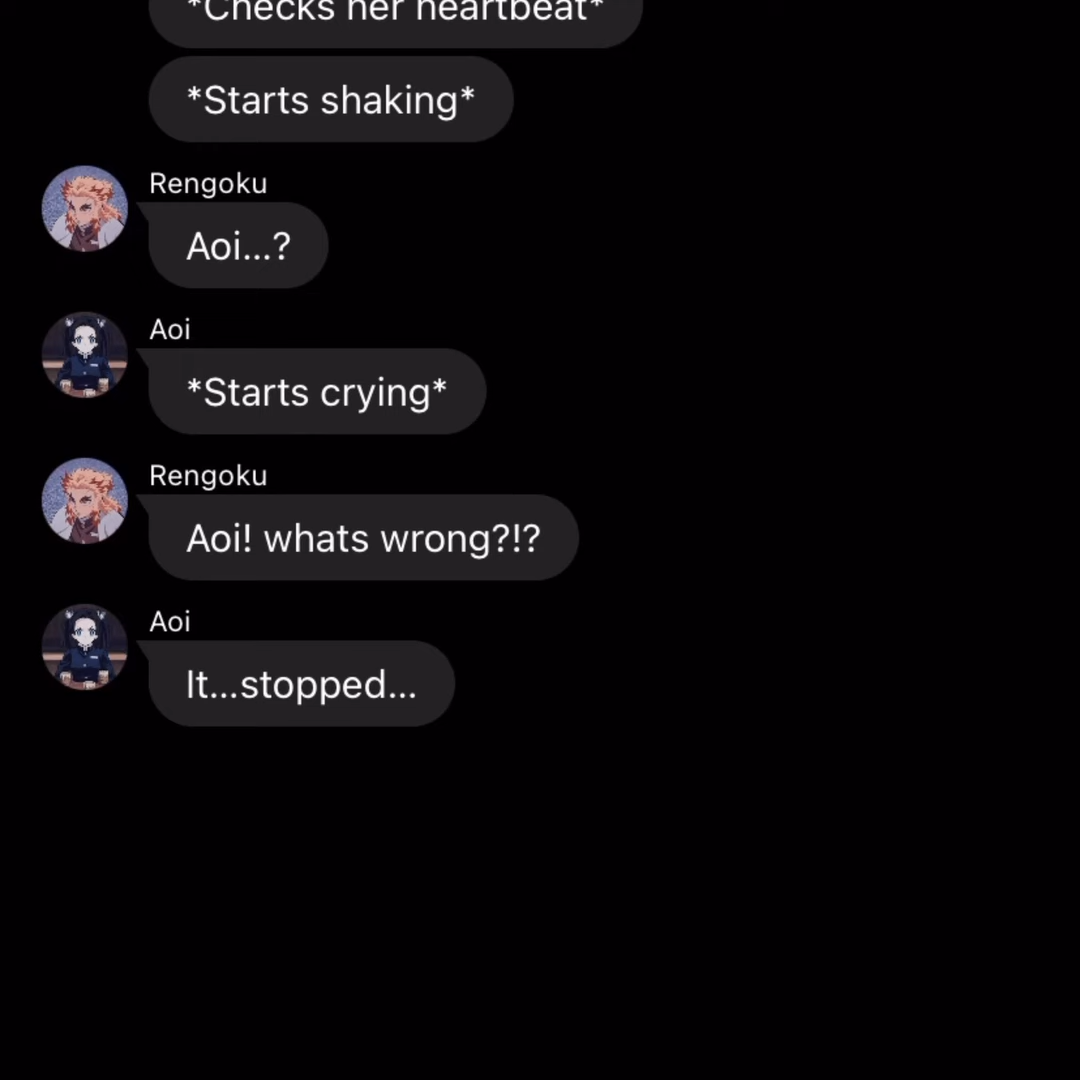 *Checks her heartbeat*
*Starts shaking*
Rengoku
Aoi...?
Aoi
*Starts crying*
Rengoku
Aoi! whats wrong?!?
Aoi
It...stopped...